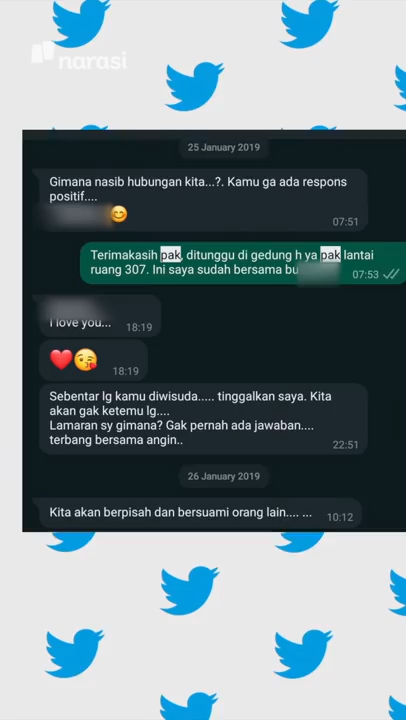 narasi
25 January 2019
Gimana nasib hubungan kita...?. Kamu ga ada respons
positif....
😊
07:51
Terimakasih pak, ditunggu di gedung h ya pak lantai
ruang 307. Ini saya sudah bersama bu
07:53
I love you...
18:19
❤️😘
18:19
Sebentar lg kamu diwisuda..... tinggalkan saya. Kita
akan gak ketemu lg....
Lamaran sy gimana? Gak pernah ada jawaban....
terbang bersama angin..
22:51
26 January 2019
Kita akan berpisah dan bersuami orang lain.... ...
10:12